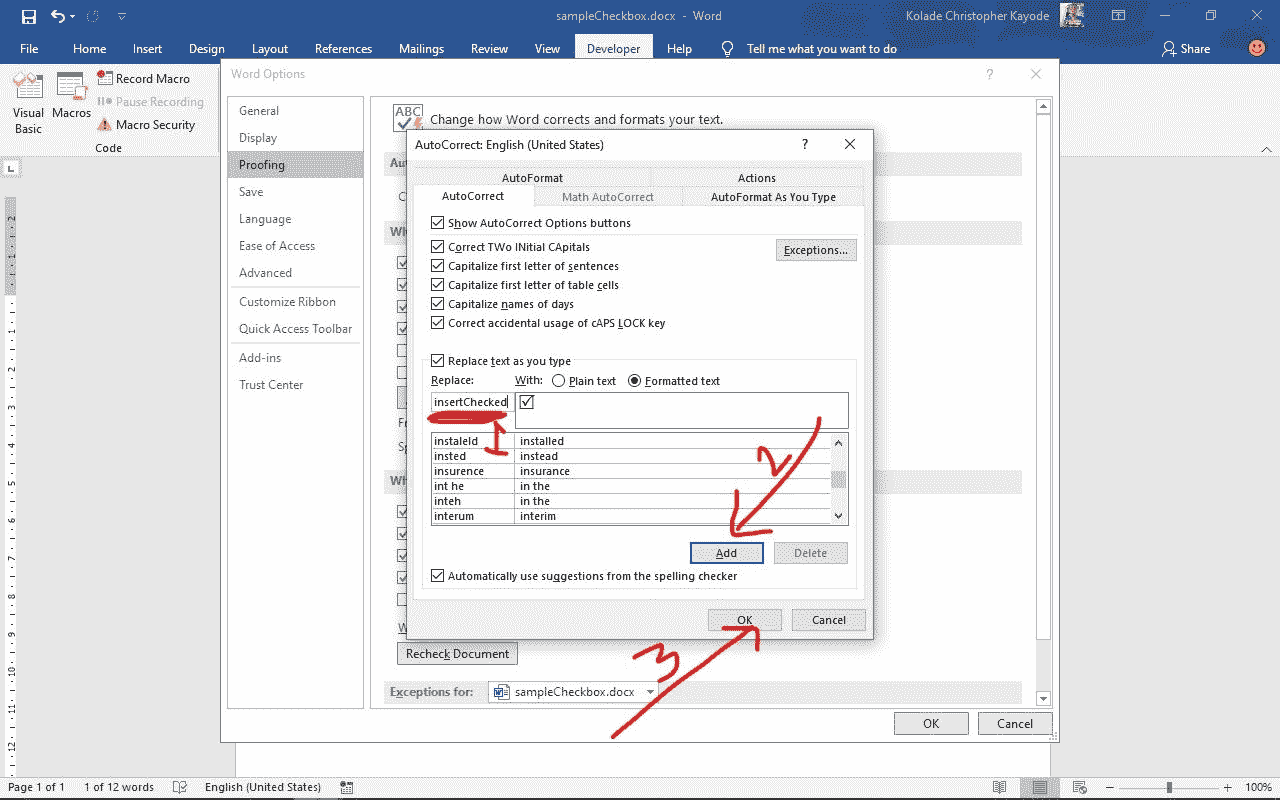 sampleCheckbox.docx - Word
Kolade Christopher Kayode
File Home Insert Design Layout References Mailings Review View Developer Help Tell me what you want to do Share
Visual Basic
Macros
Record Macro
Pause Recording
Macro Security
Code
Word Options
?
General
Display
Proofing
Save
Language
Ease of Access
Advanced
Customize Ribbon
Quick Access Toolbar
Add-ins
Trust Center
ABC
Change how Word corrects and formats your text.
AutoCorrect: English (United States)
?
AutoFormat Actions
AutoCorrect Math AutoCorrect AutoFormat As You Type
Show AutoCorrect Options buttons
Correct TWo INitial CApitals
Exceptions...
Capitalize first letter of sentences
Capitalize first letter of table cells
Capitalize names of days
Correct accidental usage of cAPS LOCK key
Replace text as you type
Replace: With: Plain text Formatted text
insertChecked
1
instaleld installed
insted instead
insurence insurance
int he in the
inteh in the
interum interim
2
Add Delete
Automatically use suggestions from the spelling checker
OK Cancel
3
Recheck Document
Exceptions for: sampleCheckbox.docx
OK Cancel
Page 1 of 1 1 of 12 words English (United States) 100%